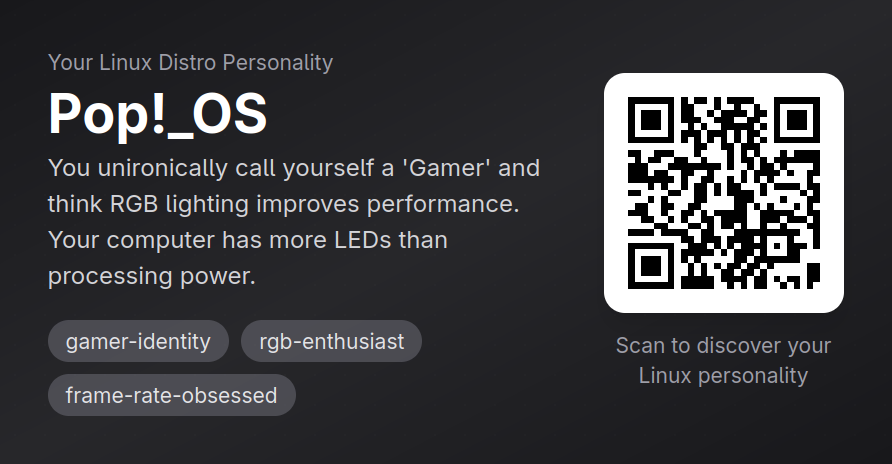 Your Linux Distro Personality
Pop!_OS
You unironically call yourself a 'Gamer' and
think RGB lighting improves performance.
Your computer has more LEDs than
processing power.
gamer-identity
rgb-enthusiast
frame-rate-obsessed
Scan to discover your
Linux personality